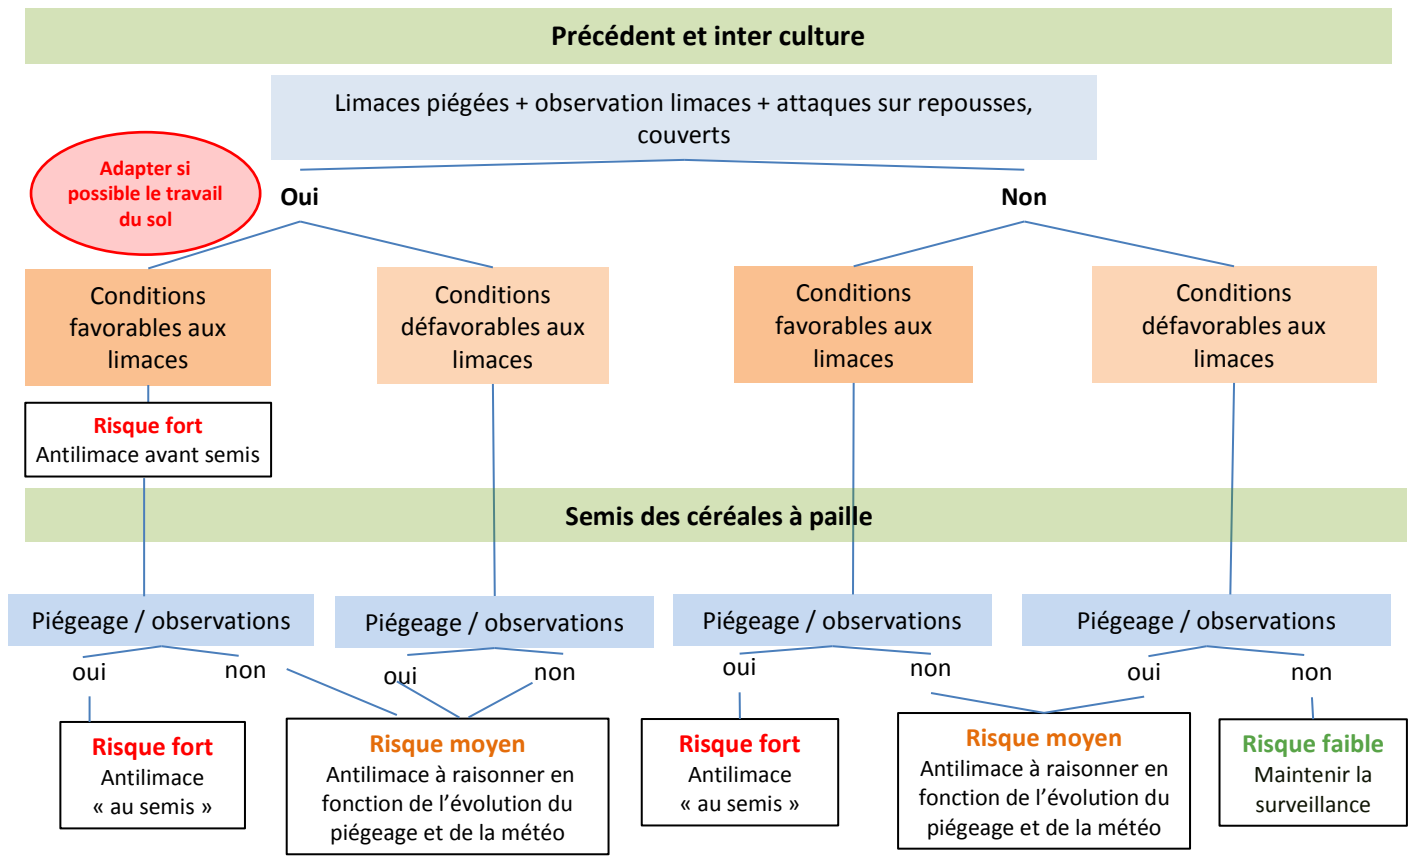 Précédent et inter culture
Limaces piégées + observation limaces + attaques sur repousses,
couverts
Adapter si
possible le travail
du sol
Oui
Non
Conditions
favorables aux
limaces
Conditions
défavorables aux
limaces
Conditions
favorables aux
limaces
Conditions
défavorables aux
limaces
Risque fort
Antilimace avant semis
Semis des céréales à paille
Piégeage / observations
Piégeage / observations
Piégeage / observations
Piégeage / observations
oui
non
oui
non
oui
non
oui
non
Risque fort
Antilimace
« au semis »
Risque moyen
Antilimace à raisonner en
fonction de l’évolution du
piégeage et de la météo
Risque fort
Antilimace
« au semis »
Risque moyen
Antilimace à raisonner en
fonction de l’évolution du
piégeage et de la météo
Risque faible
Maintenir la
surveillance